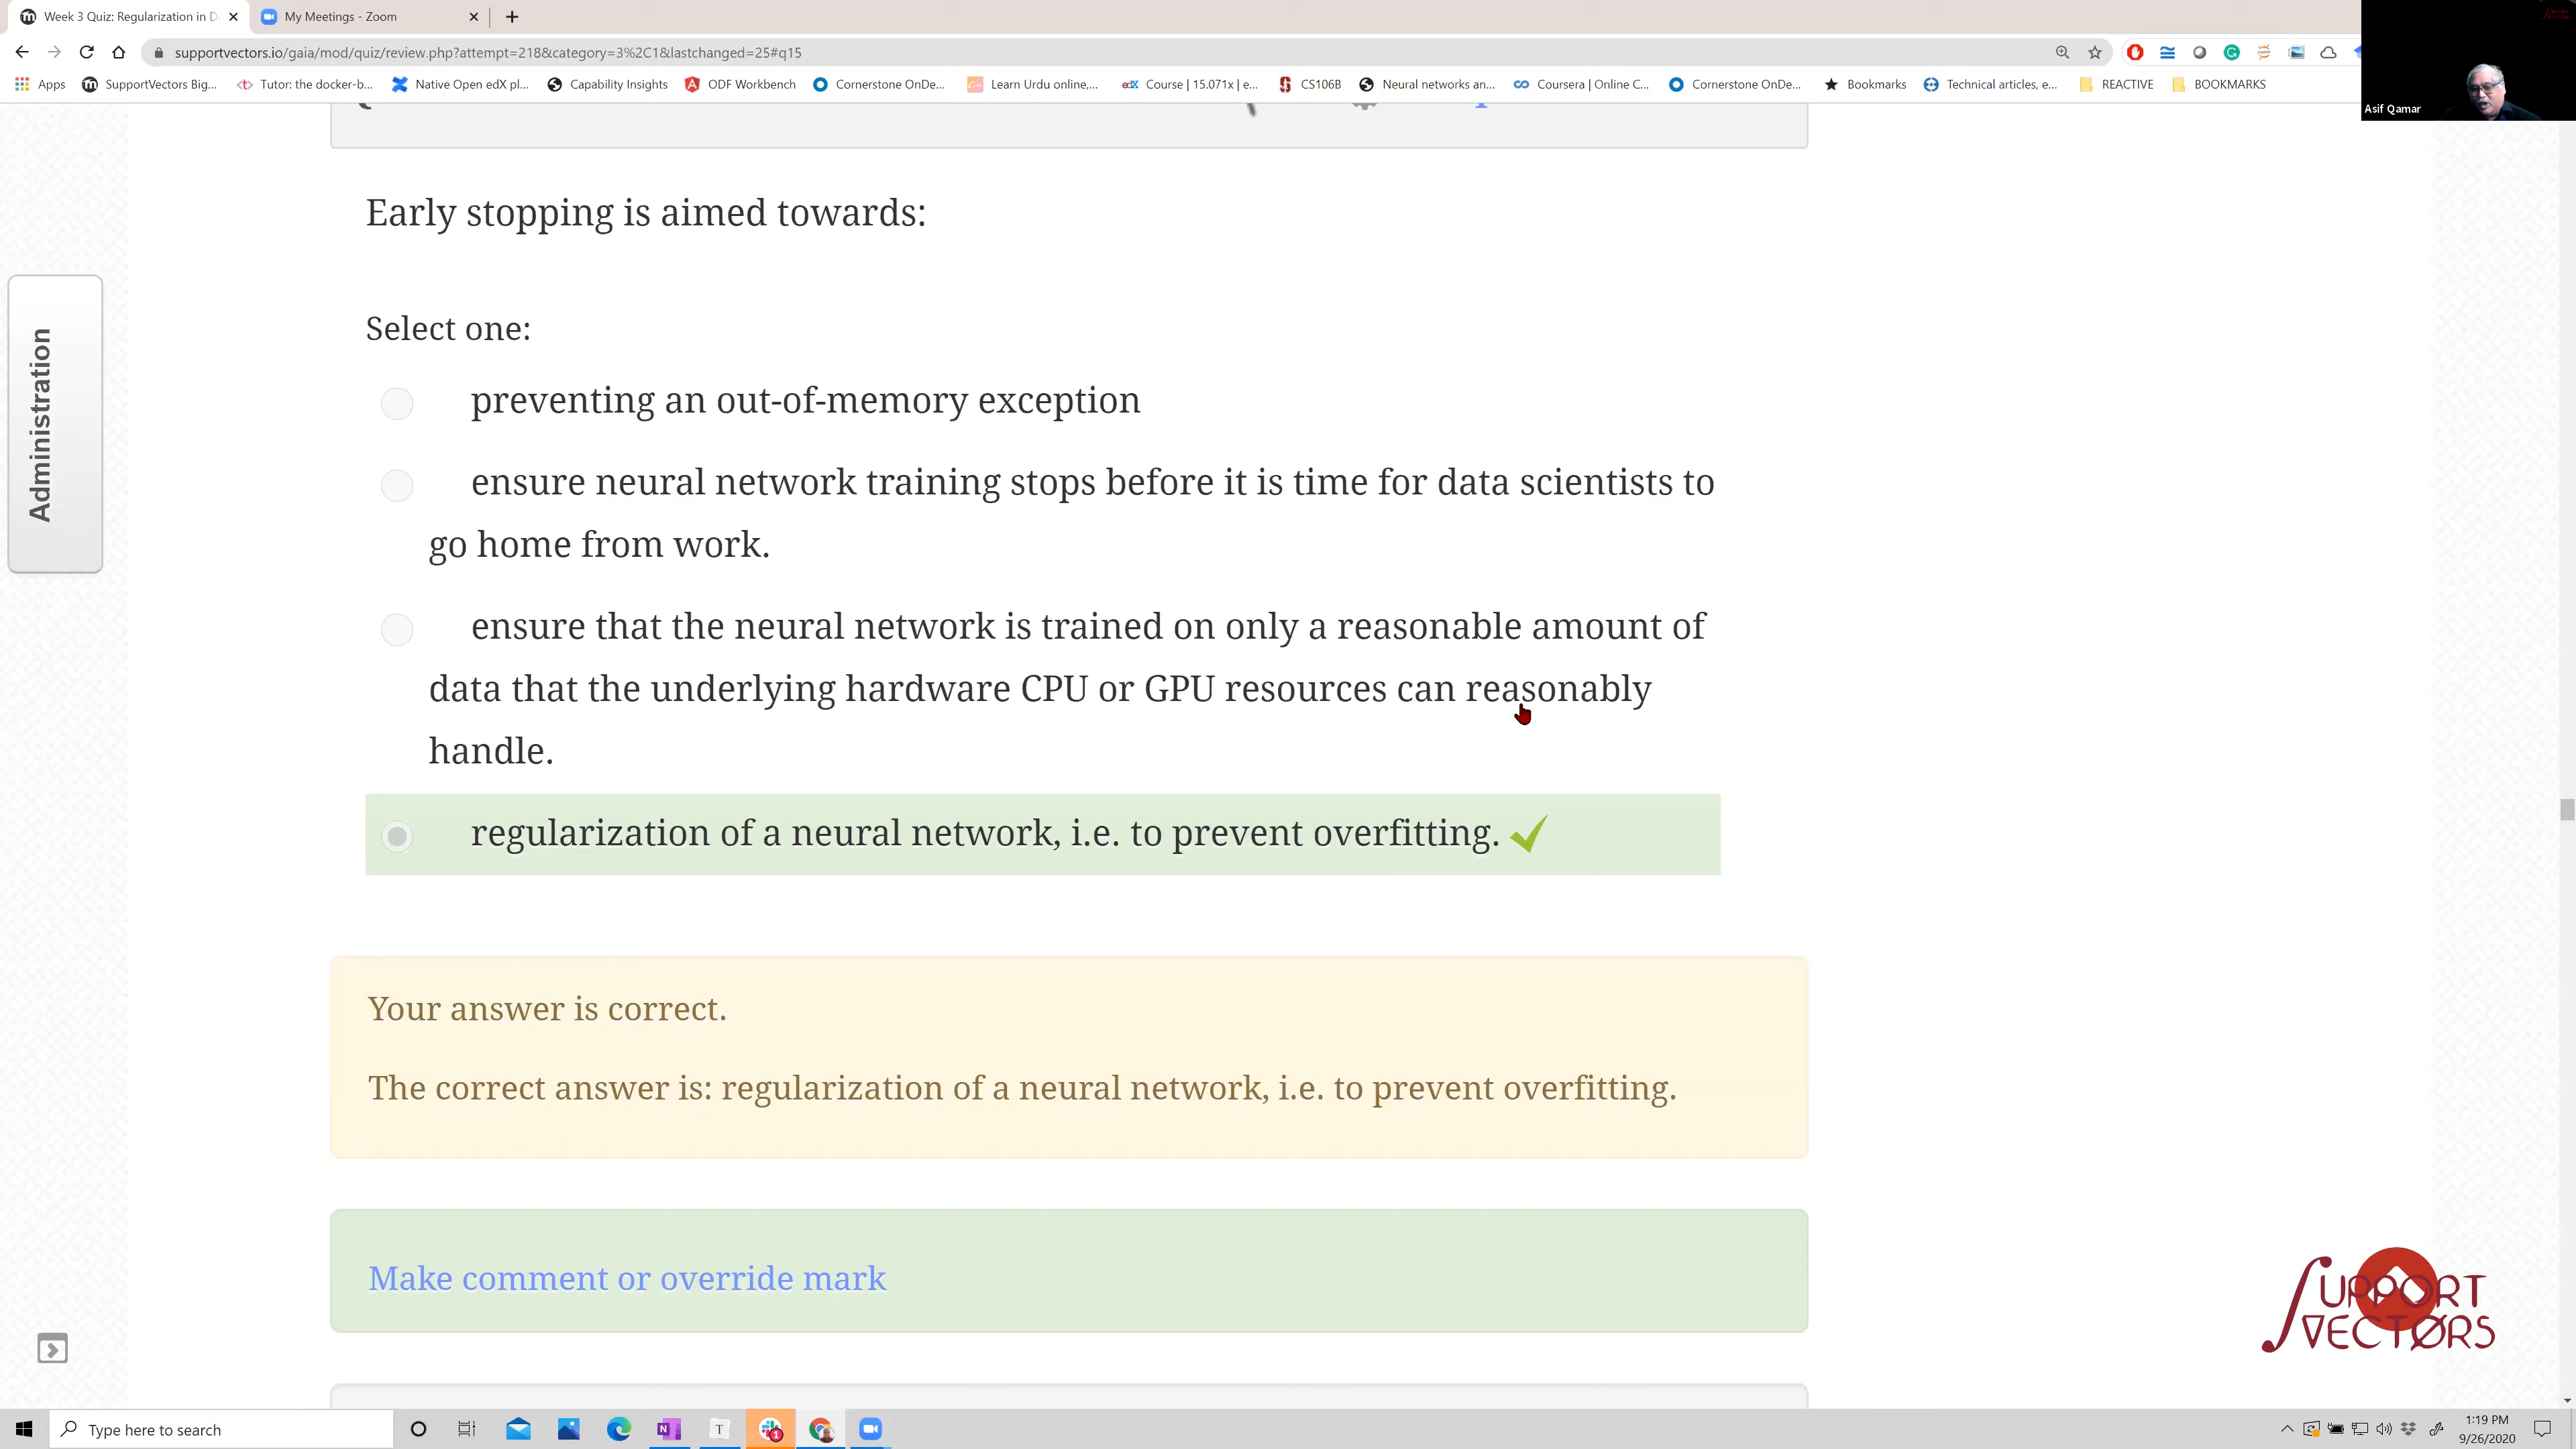 Week 3 Quiz: Regularization in D
My Meetings - Zoom
supportvectors.io/gaia/mod/quiz/review.php?attempt=218&category=3%2C1&lastchanged=25#q15
Apps
SupportVectors Big...
Tutor: the docker-b...
Native Open edX pl...
Capability Insights
ODF Workbench
Cornerstone OnDe...
Learn Urdu online,...
Course | 15.071x | e...
CS106B
Neural networks an...
Coursera | Online C...
Cornerstone OnDe...
Bookmarks
Technical articles, e...
REACTIVE
BOOKMARKS
Asif Qamar
Administration
Early stopping is aimed towards:
Select one:
preventing an out-of-memory exception
ensure neural network training stops before it is time for data scientists to
go home from work.
ensure that the neural network is trained on only a reasonable amount of
data that the underlying hardware CPU or GPU resources can reasonably
handle.
regularization of a neural network, i.e. to prevent overfitting.
Your answer is correct.
The correct answer is: regularization of a neural network, i.e. to prevent overfitting.
Make comment or override mark
SUPPORT
VECTORS
Type here to search
1:19 PM
9/26/2020